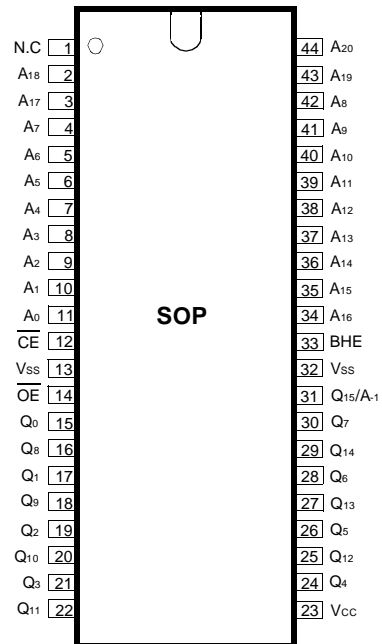 N.C 1 44 A20
A18 2 43 A19
A17 3 42 A8
A7 4 41 A9
A6 5 40 A10
A5 6 39 A11
A4 7 38 A12
A3 8 37 A13
A2 9 36 A14
A1 10 35 A15
A0 11 SOP 34 A16
CE 12 33 BHE
VSS 13 32 VSS
OE 14 31 Q15/A-1
Q0 15 30 Q7
Q8 16 29 Q14
Q1 17 28 Q6
Q9 18 27 Q13
Q2 19 26 Q5
Q10 20 25 Q12
Q3 21 24 Q4
Q11 22 23 VCC